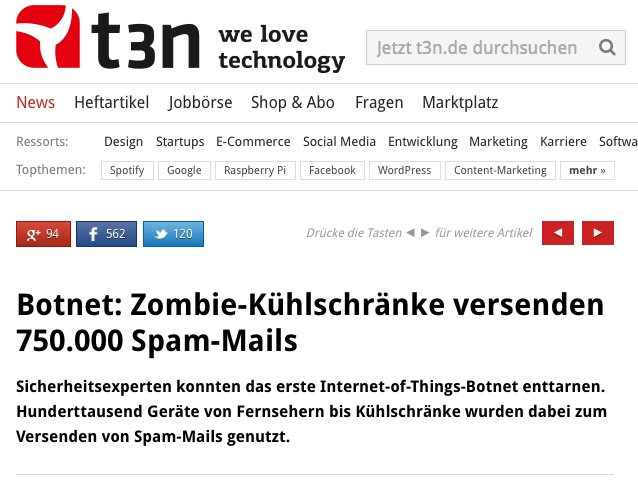 t3n we love
technology
Jetzt t3n.de durchsuchen
News Heftartikel Jobbörse Shop & Abo Fragen Marktplatz
Ressorts: Design Startups E-Commerce Social Media Entwicklung Marketing Karriere Softwa
Topthemen: Spotify Google Raspberry Pi Facebook WordPress Content-Marketing mehr »
g+ 94 f 562 120 Drücke die Tasten ◄ ► für weitere Artikel ◄ ►
Botnet: Zombie-Kühlschränke versenden
750.000 Spam-Mails
Sicherheitsexperten konnten das erste Internet-of-Things-Botnet enttarnen.
Hunderttausend Geräte von Fernsehern bis Kühlschränke wurden dabei zum
Versenden von Spam-Mails genutzt.